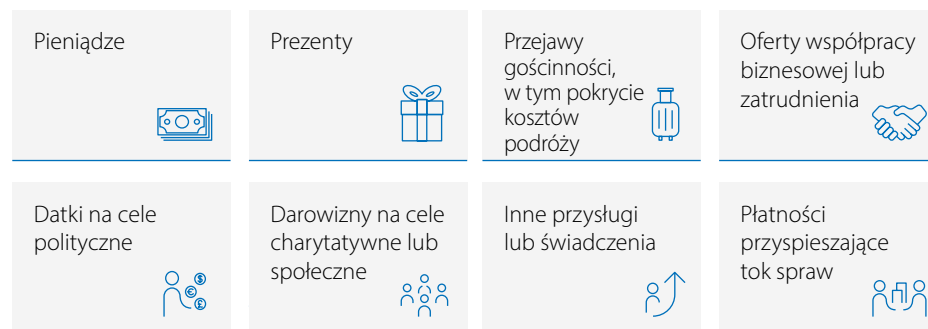 Pieniądze
Prezenty
Przejawy
gościnności,
w tym pokrycie
kosztów
podróży
Oferty współpracy
biznesowej lub
zatrudnienia
Datki na cele
polityczne
Darowizny na cele
charytatywne lub
społeczne
Inne przysługi
lub świadczenia
Płatności
przyspieszające
tok spraw